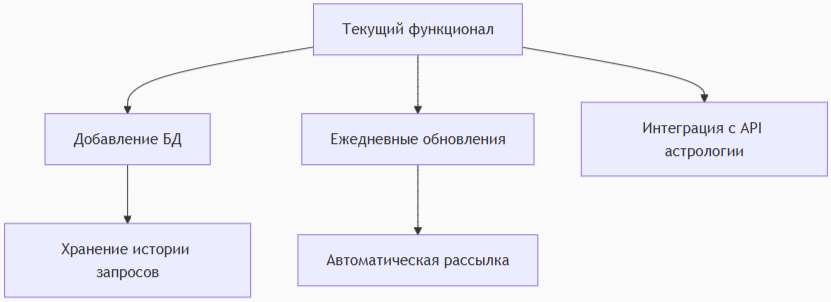 Текущий функционал
Добавление БД
Ежедневные обновления
Интеграция с API
астрологии
Хранение истории
запросов
Автоматическая рассылка